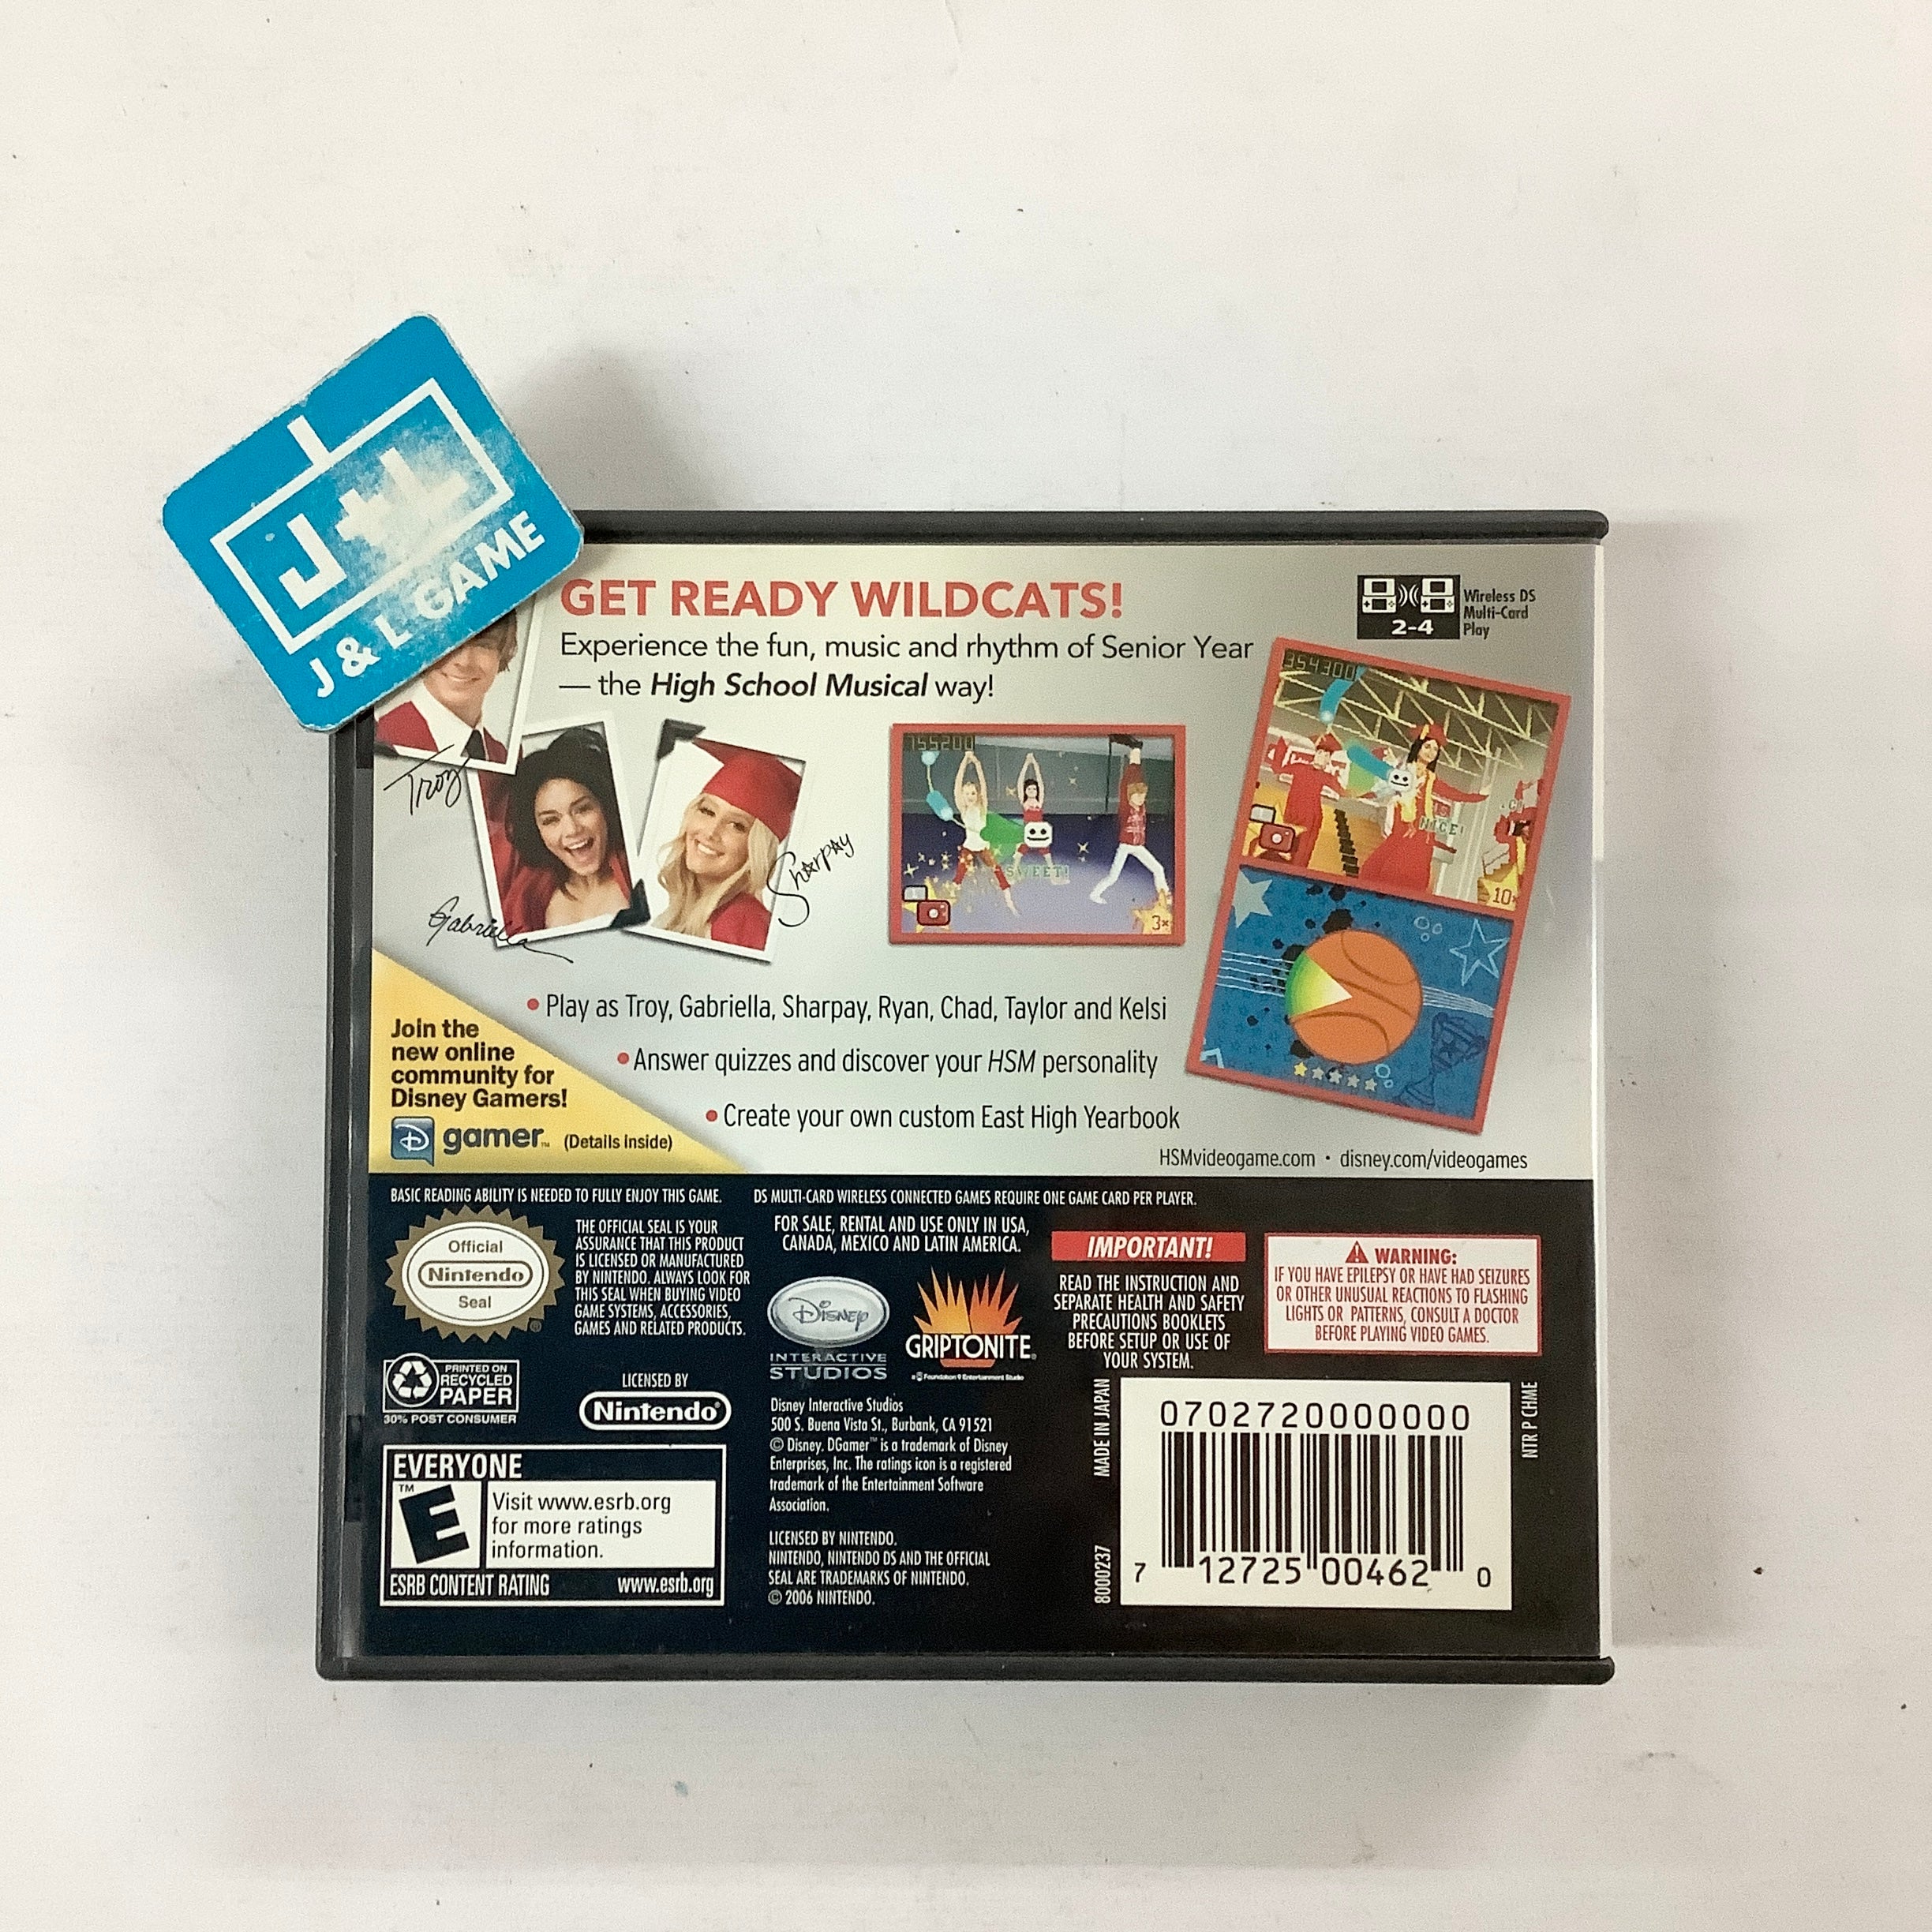 J+L
J & L GAME
GET READY WILDCATS!
Experience the fun, music and rhythm of Senior Year
— the High School Musical way!
2-4
Wireless DS
Multi-Card
Play
Troy
Gabriella
Sharpay
755200
SWEET!
3x
354300
NICE!
10x
• Play as Troy, Gabriella, Sharpay, Ryan, Chad, Taylor and Kelsi
• Answer quizzes and discover your HSM personality
• Create your own custom East High Yearbook
Join the
new online
community for
Disney Gamers!
D gamer™ (Details inside)
HSMvideogame.com • disney.com/videogames
BASIC READING ABILITY IS NEEDED TO FULLY ENJOY THIS GAME.
DS MULTI-CARD WIRELESS CONNECTED GAMES REQUIRE ONE GAME CARD PER PLAYER.
Official
Nintendo
Seal
®
THE OFFICIAL SEAL IS YOUR
ASSURANCE THAT THIS PRODUCT
IS LICENSED OR MANUFACTURED
BY NINTENDO. ALWAYS LOOK FOR
THIS SEAL WHEN BUYING VIDEO
GAME SYSTEMS, ACCESSORIES,
GAMES AND RELATED PRODUCTS.
FOR SALE, RENTAL AND USE ONLY IN USA,
CANADA, MEXICO AND LATIN AMERICA.
Disney
INTERACTIVE
STUDIOS
GRIPTONITE
a Foundation 9 Entertainment Studio
IMPORTANT!
READ THE INSTRUCTION AND
SEPARATE HEALTH AND SAFETY
PRECAUTIONS BOOKLETS
BEFORE SETUP OR USE OF
YOUR SYSTEM.
WARNING:
IF YOU HAVE EPILEPSY OR HAVE HAD SEIZURES
OR OTHER UNUSUAL REACTIONS TO FLASHING
LIGHTS OR PATTERNS, CONSULT A DOCTOR
BEFORE PLAYING VIDEO GAMES.
PRINTED ON
RECYCLED
PAPER
30% POST CONSUMER
LICENSED BY
Nintendo®
EVERYONE
E™
Visit www.esrb.org
for more ratings
information.
ESRB CONTENT RATING www.esrb.org
Disney Interactive Studios
500 S. Buena Vista St., Burbank, CA 91521
© Disney. DGamer™ is a trademark of Disney
Enterprises, Inc. The ratings icon is a registered
trademark of the Entertainment Software
Association.
LICENSED BY NINTENDO.
NINTENDO, NINTENDO DS AND THE OFFICIAL
SEAL ARE TRADEMARKS OF NINTENDO.
© 2006 NINTENDO.
MADE IN JAPAN
8000237
0702720000000
7 12725 00462 0
NTR P CHME